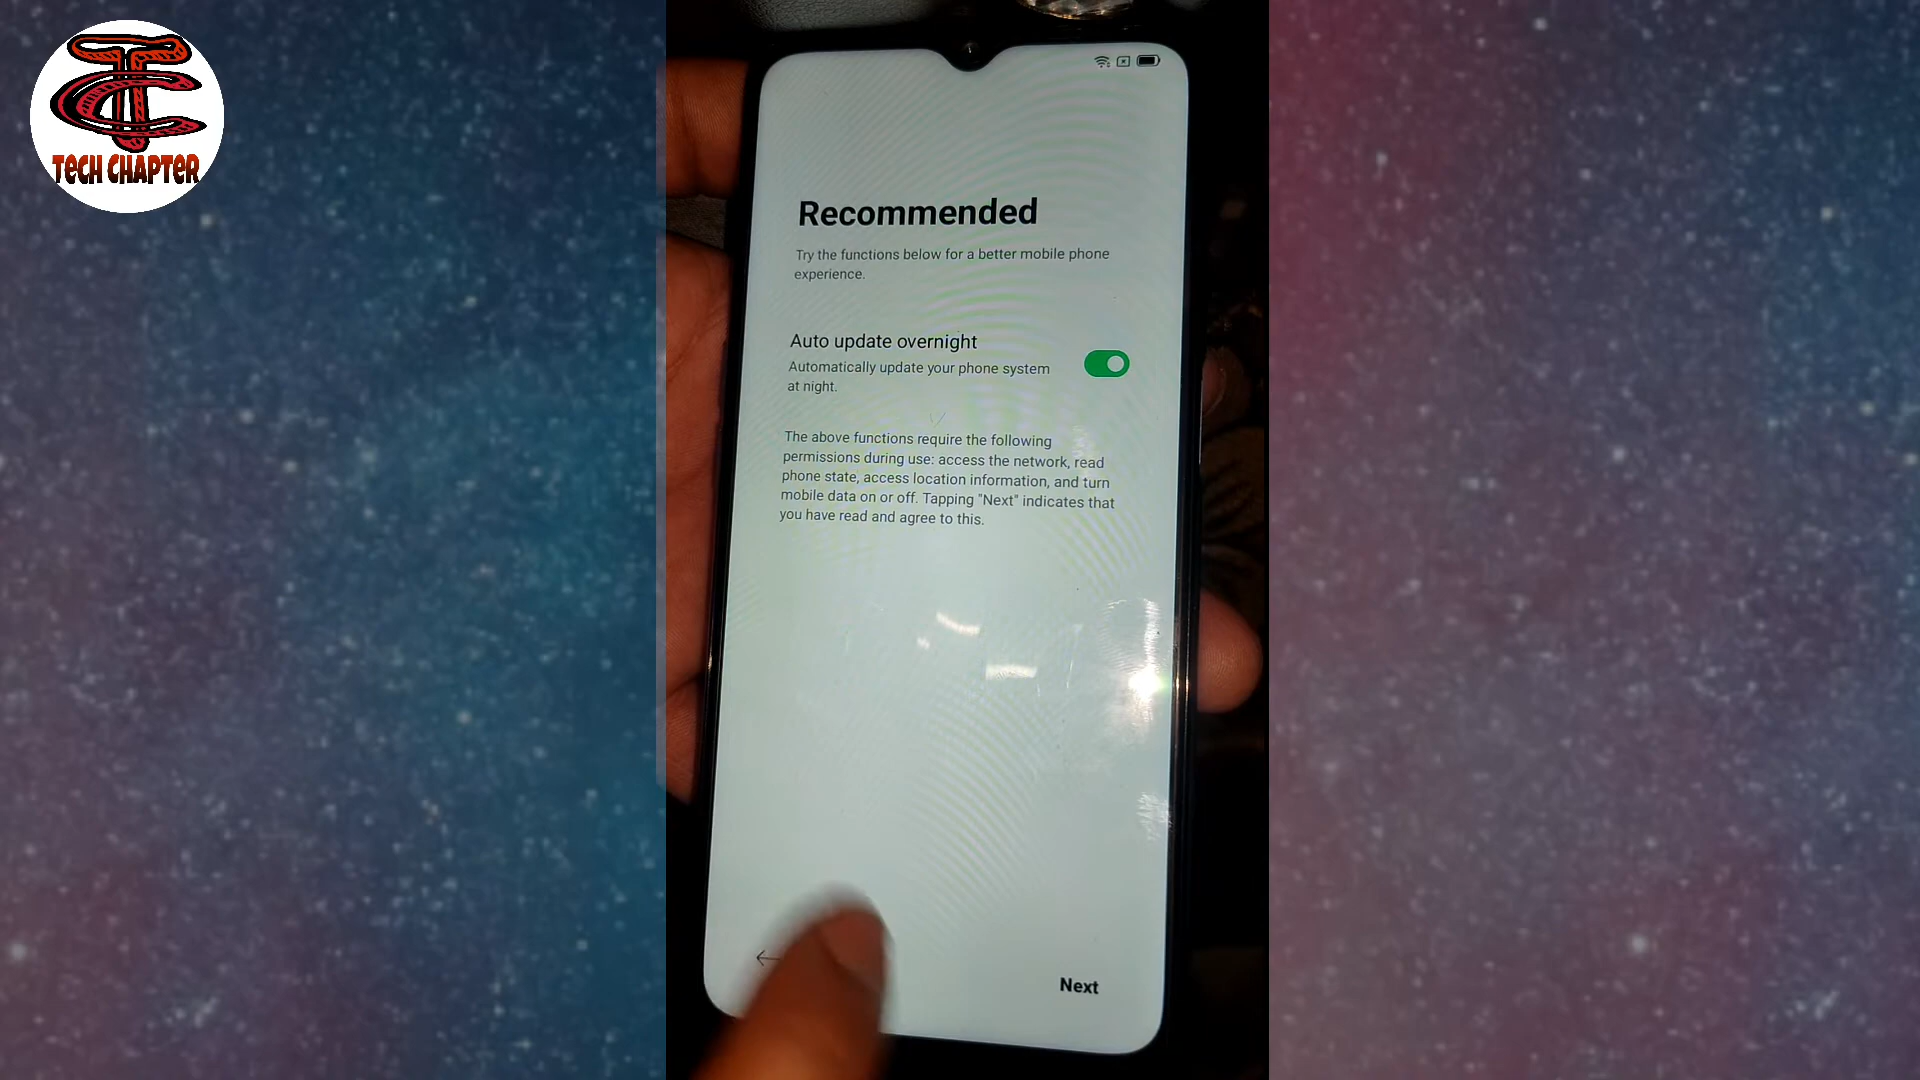 TECH CHAPTER
Recommended
Try the functions below for a better mobile phone
experience.
Auto update overnight
Automatically update your phone system
at night.
The above functions require the following
permissions during use: access the network, read
phone state, access location information, and turn
mobile data on or off. Tapping "Next" indicates that
you have read and agree to this.
Next